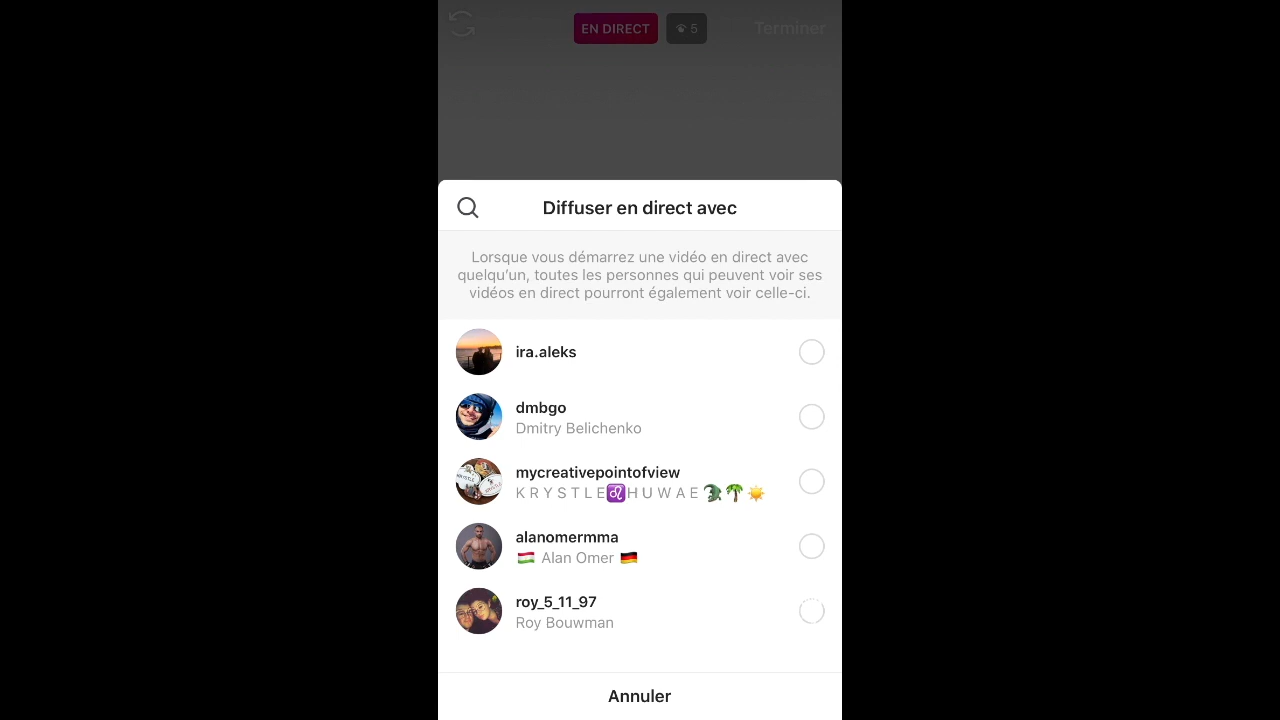 EN DIRECT
5
Terminer
Diffuser en direct avec
Lorsque vous démarrez une vidéo en direct avec
quelqu’un, toutes les personnes qui peuvent voir ses
vidéos en direct pourront également voir celle-ci.
ira.aleks
dmbgo
Dmitry Belichenko
mycreativepointofview
K R Y S T L E♌H U W A E 🐊🌴☀️
alanomermma
🇭🇺 Alan Omer 🇩🇪
roy_5_11_97
Roy Bouwman
Annuler